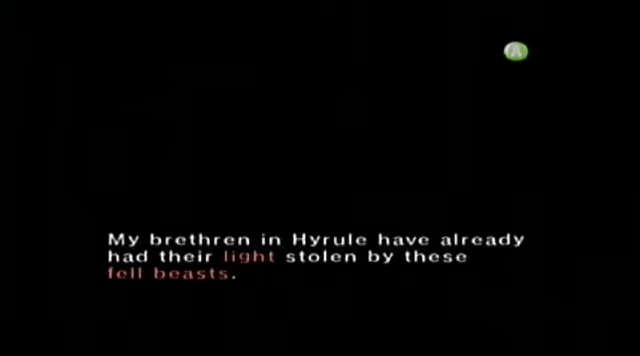 A
My brethren in Hyrule have already
had their light stolen by these
fell beasts.